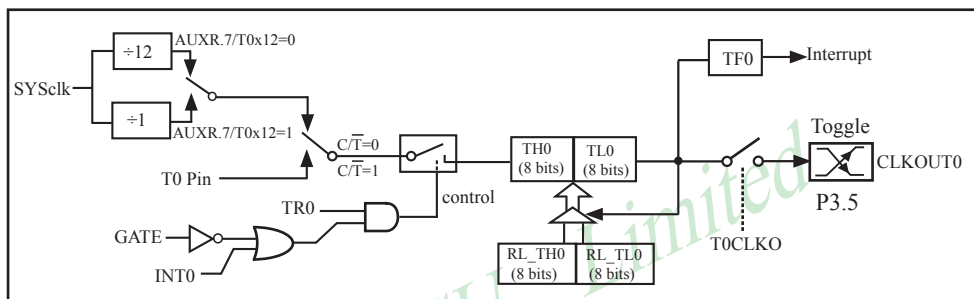 ÷12
AUXR.7/T0x12=0
SYSclk
÷1
AUXR.7/T0x12=1
C/T=0
C/T=1
T0 Pin
control
TR0
GATE
INT0
TH0
(8 bits)
TL0
(8 bits)
RL_TH0
(8 bits)
RL_TL0
(8 bits)
TF0
Interrupt
Toggle
CLKOUT0
P3.5
T0CLKO
Limited